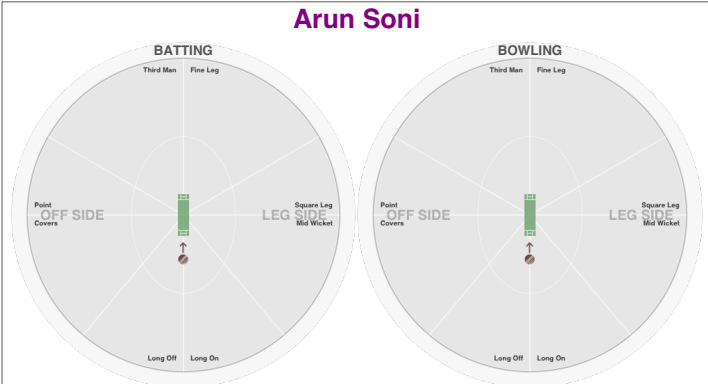 Arun Soni
BATTING
Third Man Fine Leg
Point
OFF SIDE
Covers
Square Leg
LEG SIDE
Mid Wicket
Long Off Long On
BOWLING
Third Man Fine Leg
Point
OFF SIDE
Covers
Square Leg
LEG SIDE
Mid Wicket
Long Off Long On